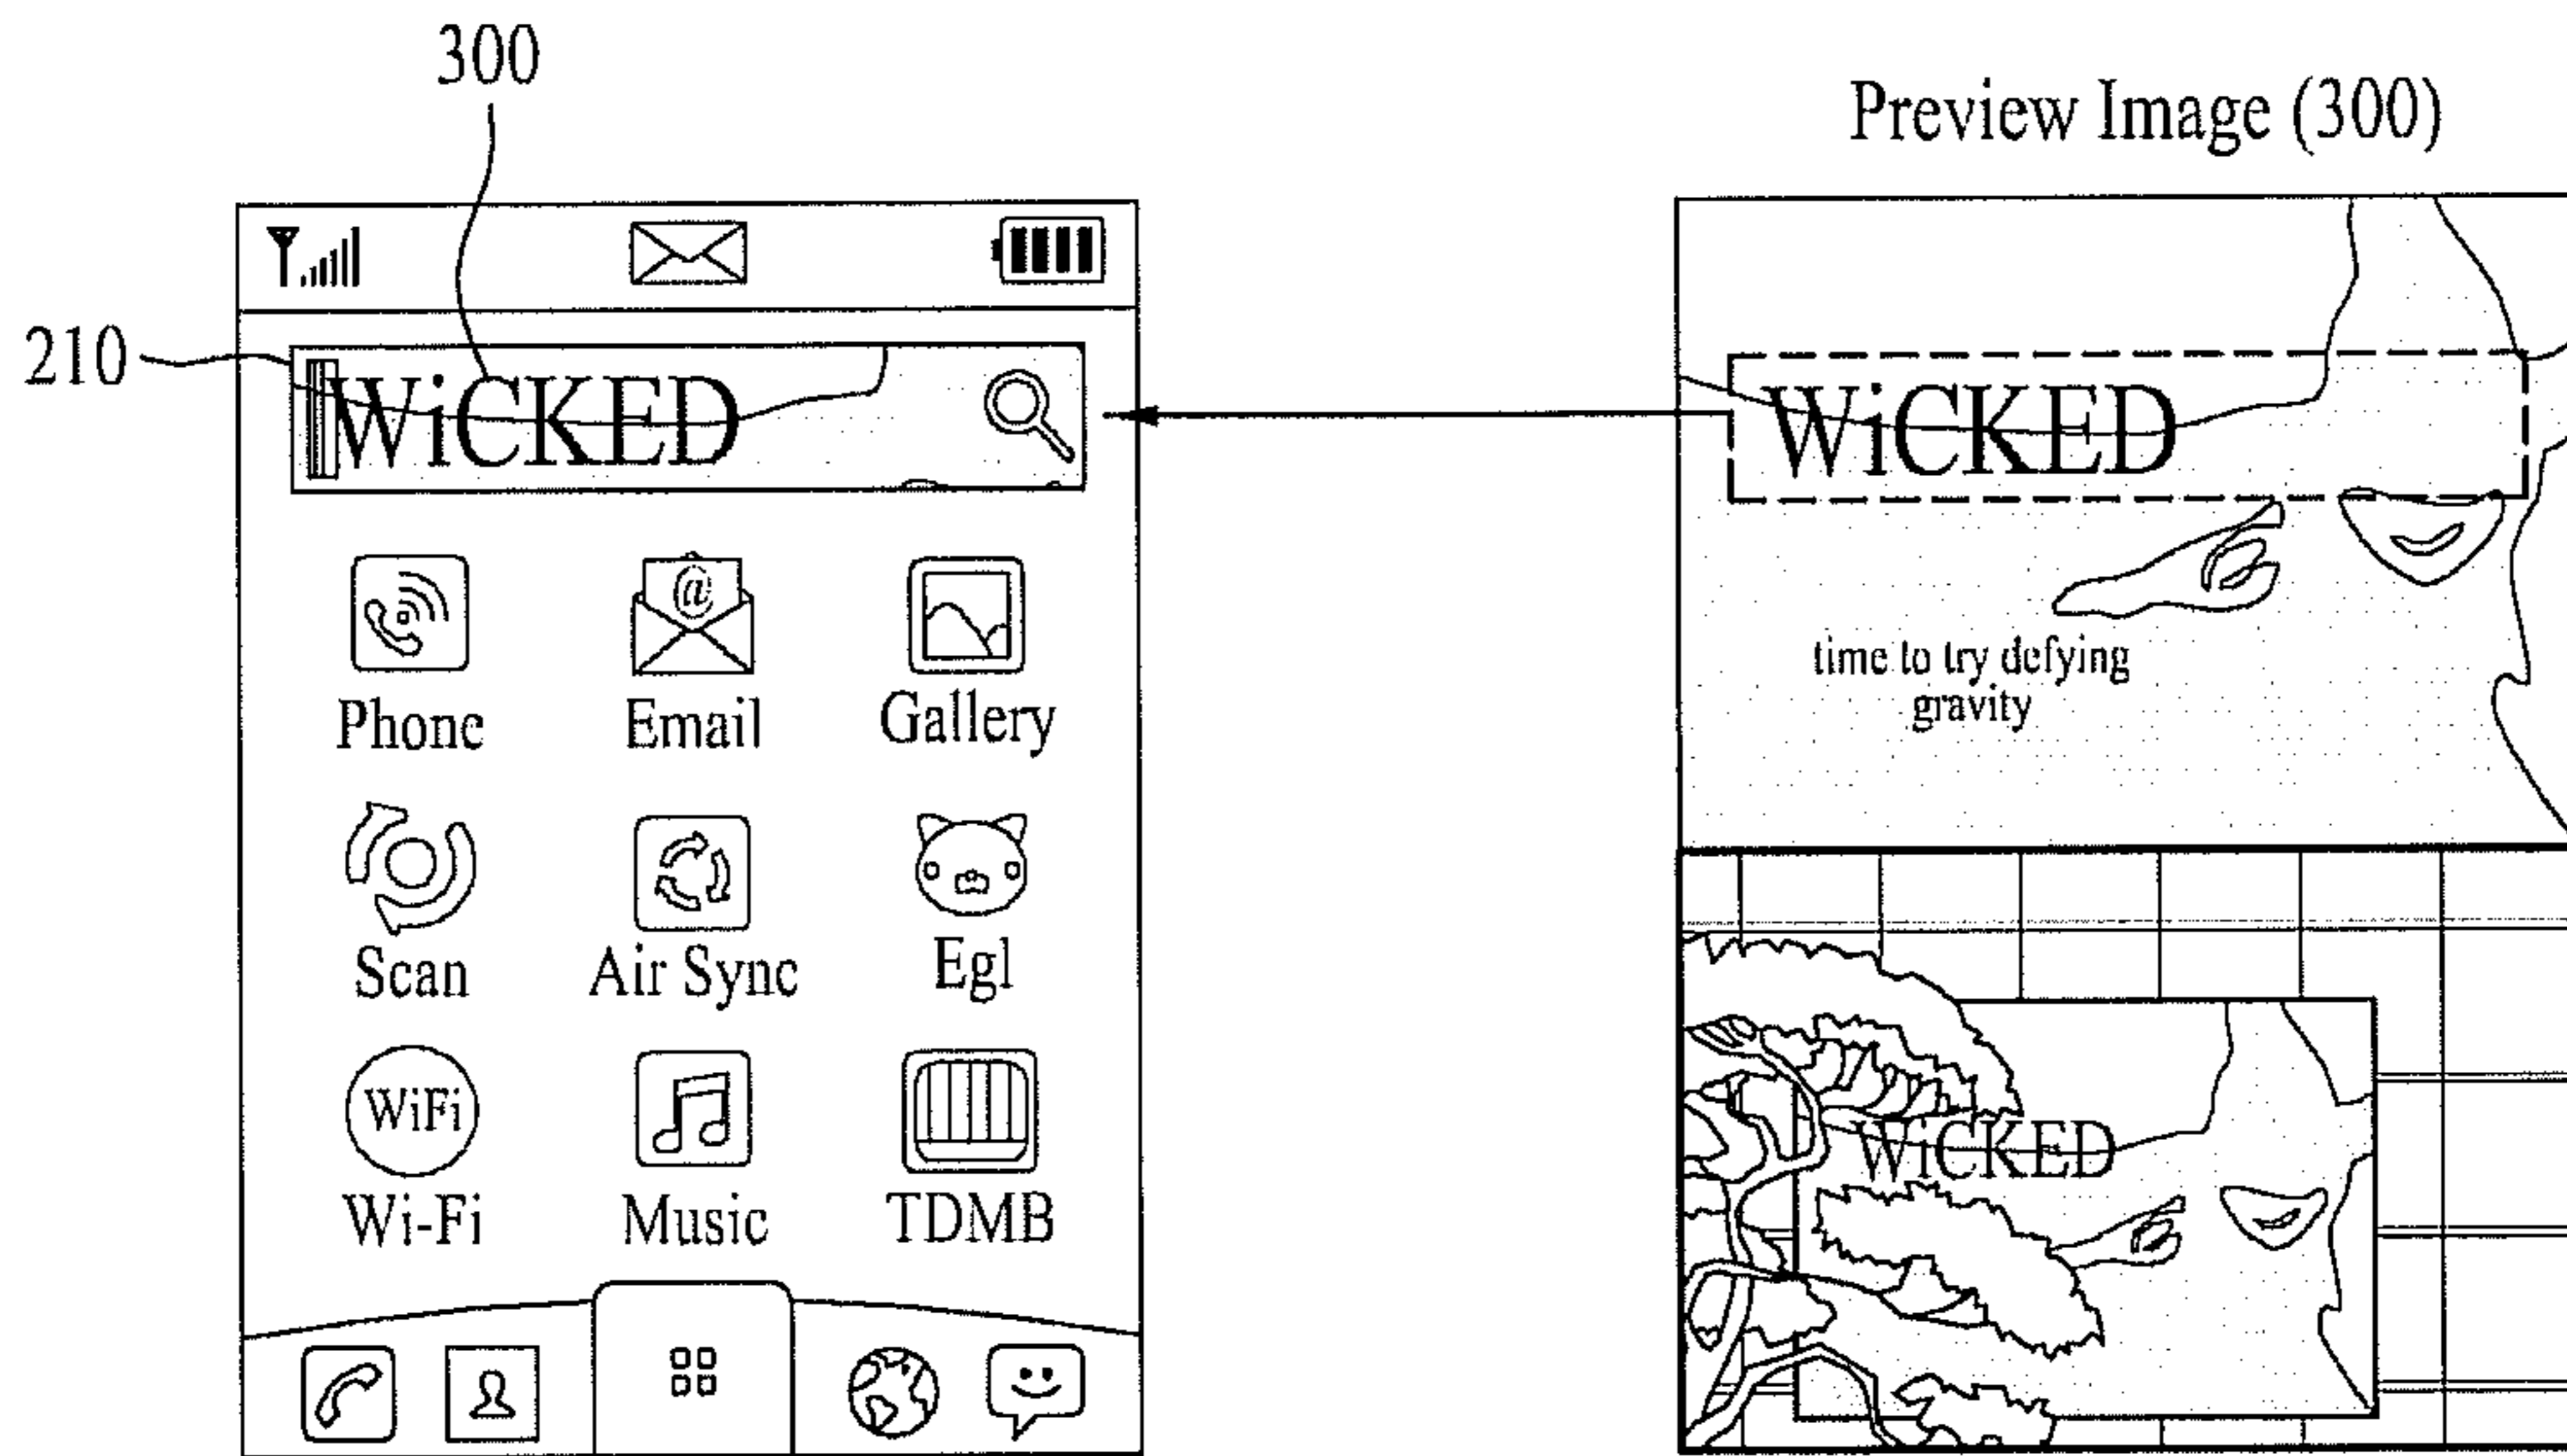 300
Preview Image (300)
210
WiCKED
WiCKED
@
Phone
Email
Gallery
time to try defying
gravity
Scan
Air Sync
Egl
WiFi
WiCKED
Wi-Fi
Music
TDMB